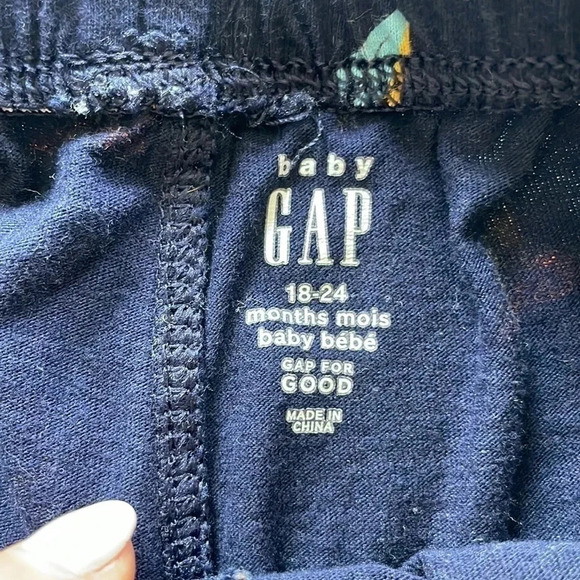 baby
GAP
18-24
months mois
baby bébé
GAP FOR
GOOD
MADE IN
CHINA